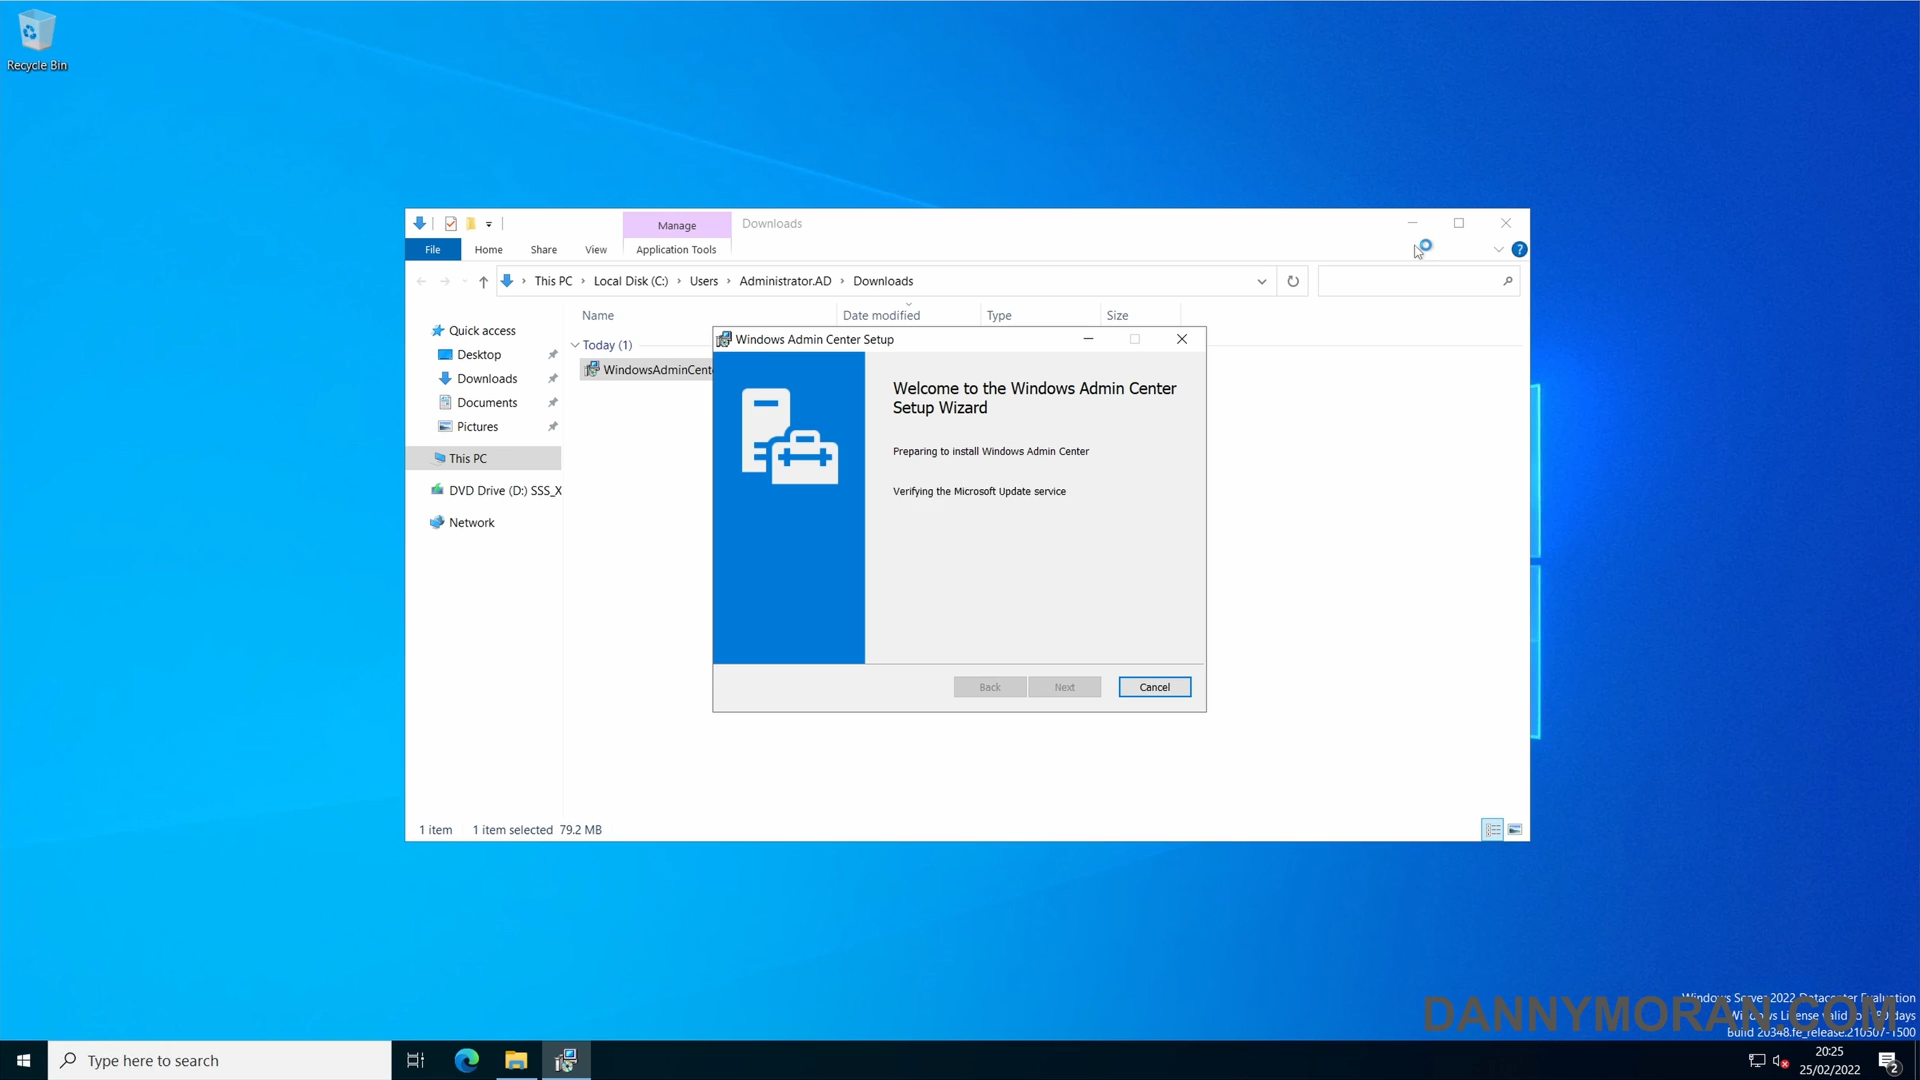 Recycle Bin
Manage
Downloads
File
Home
Share
View
Application Tools
This PC
Local Disk (C:)
Users
Administrator.AD
Downloads
Name
Date modified
Type
Size
Quick access
Desktop
Downloads
Documents
Pictures
This PC
DVD Drive (D:) SSS_X
Network
Today (1)
WindowsAdminCent
Windows Admin Center Setup
Welcome to the Windows Admin Center
Setup Wizard
Preparing to install Windows Admin Center
Verifying the Microsoft Update service
Back
Next
Cancel
1 item
1 item selected
79.2 MB
Windows Server 2022 Datacenter Evaluation
Windows License valid for days
Build 20348.fe_release.210507-1500
DANNYMORAN.COM
Type here to search
20:25
25/02/2022
2